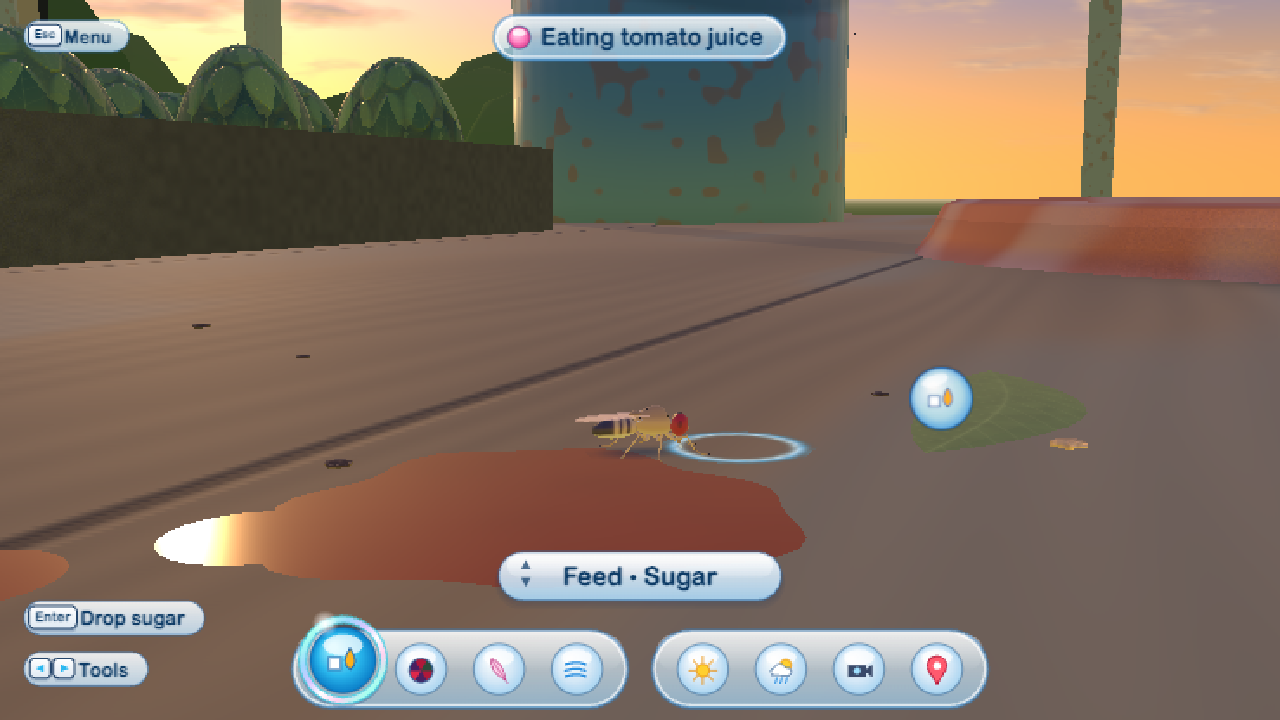 Esc Menu
Eating tomato juice
Feed · Sugar
Enter Drop sugar
Tools